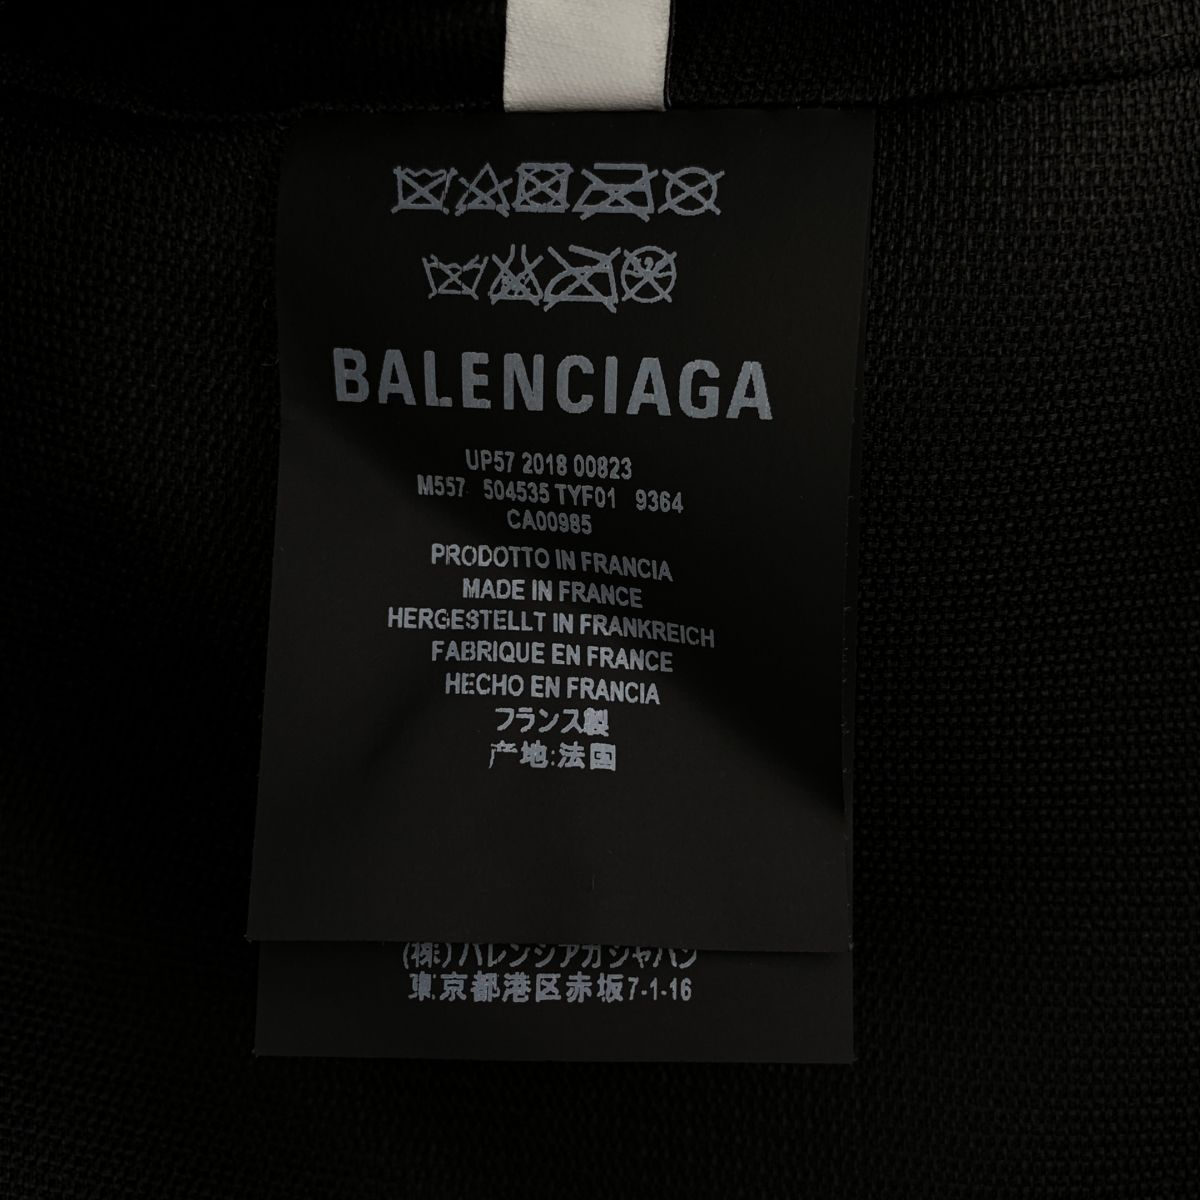 BALENCIAGA
UP57 2018 00823
M557 504535 TYF01 9364
CA00985
PRODOTTO IN FRANCIA
MADE IN FRANCE
HERGESTELLT IN FRANKREICH
FABRIQUE EN FRANCE
HECHO EN FRANCIA
フランス製
产地:法国
(株)バレンシアガジャパン
東京都港区赤坂7-1-16